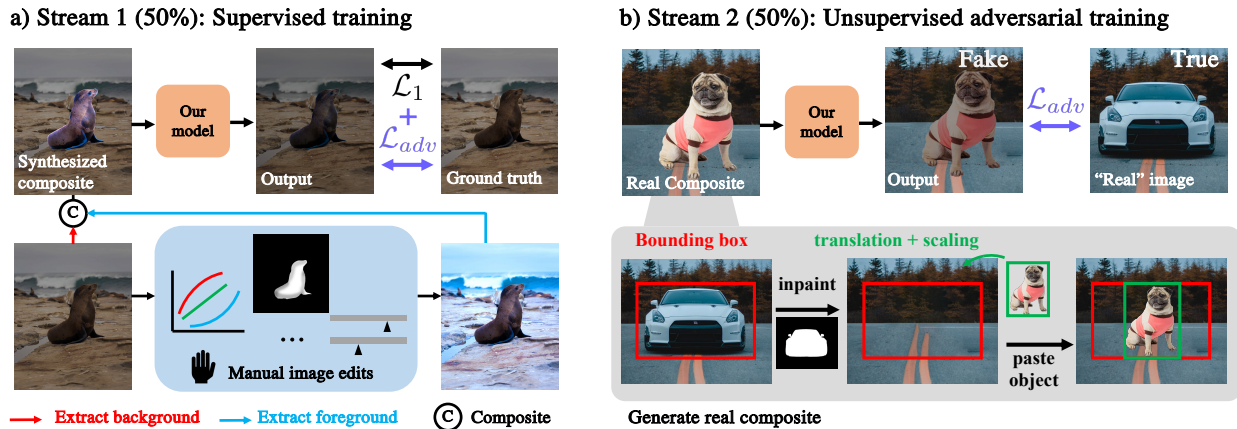 a) Stream 1 (50%): Supervised training
Synthesized
composite
Our
model
Output
ℒ1
+
ℒadv
Ground truth
C
Manual image edits
Extract background
Extract foreground
C
Composite
b) Stream 2 (50%): Unsupervised adversarial training
Real Composite
Our
model
Fake
Output
ℒadv
True
“Real” image
Bounding box
inpaint
translation + scaling
paste
object
Generate real composite